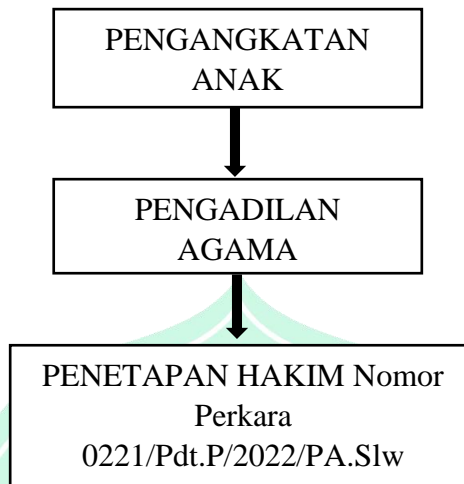 PENGANGKATAN
ANAK
PENGADILAN
AGAMA
PENETAPAN HAKIM Nomor
Perkara
0221/Pdt.P/2022/PA.Slw